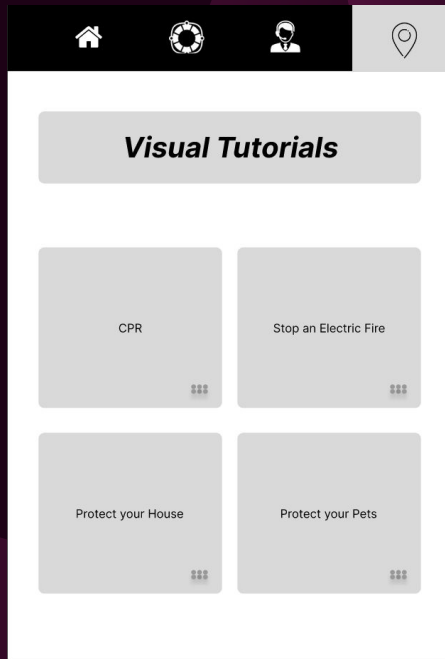 Visual Tutorials
CPR
Stop an Electric Fire
Protect your House
Protect your Pets